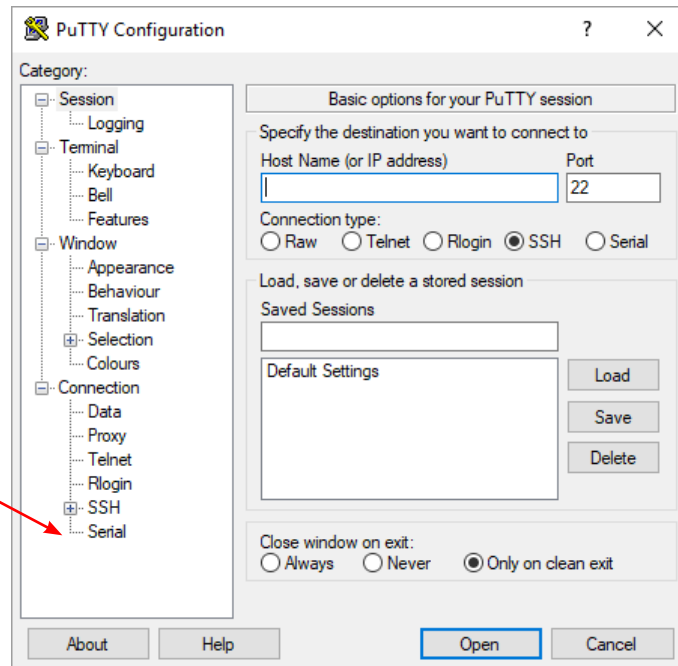 PuTTY Configuration
?
Category:
Session
Logging
Terminal
Keyboard
Bell
Features
Window
Appearance
Behaviour
Translation
Selection
Colours
Connection
Data
Proxy
Telnet
Rlogin
SSH
Serial
Basic options for your PuTTY session
Specify the destination you want to connect to
Host Name (or IP address) Port
22
Connection type:
Raw Telnet Rlogin SSH Serial
Load, save or delete a stored session
Saved Sessions
Default Settings
Load
Save
Delete
Close window on exit:
Always Never Only on clean exit
About Help Open Cancel